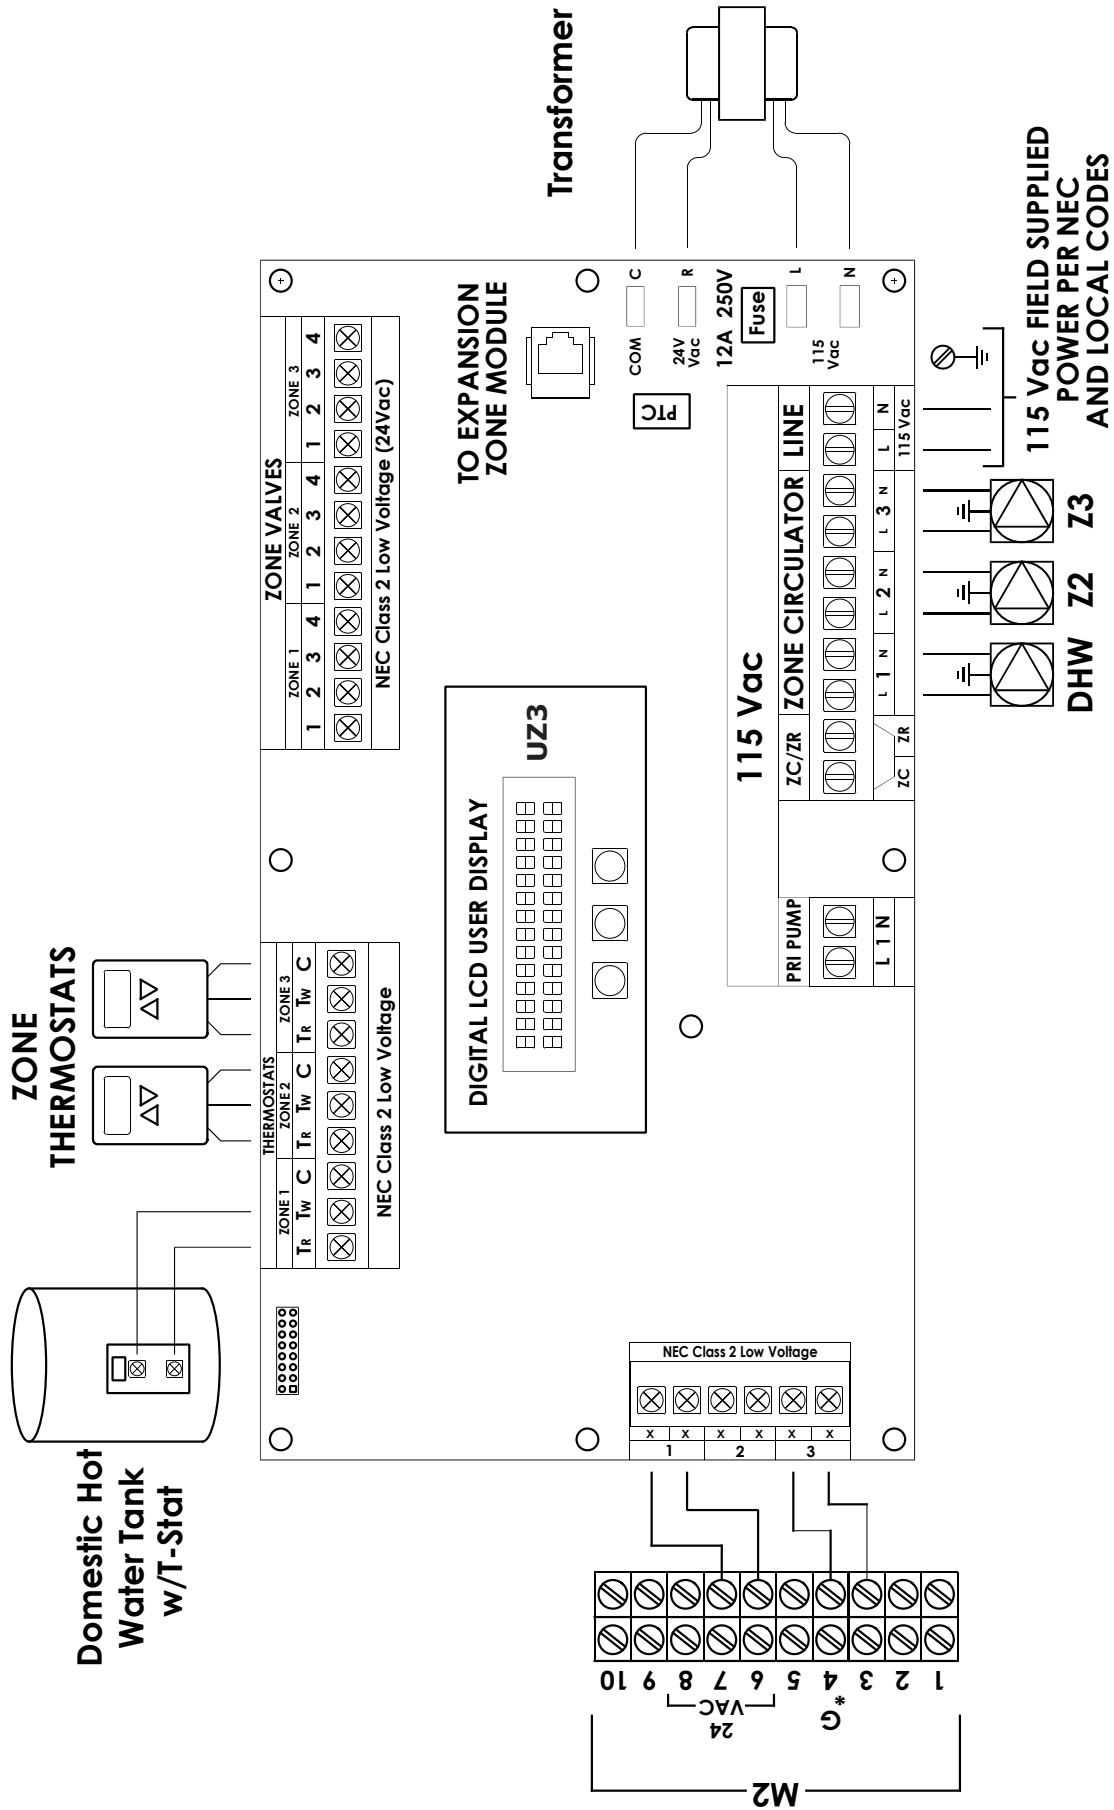 Transformer
115 Vac FIELD SUPPLIED
POWER PER NEC
AND LOCAL CODES
ZONE
THERMOSTATS
Domestic Hot
Water Tank
w/T-Stat
THERMOSTATS
ZONE 1 ZONE 2 ZONE 3
TR TW C TR TW C TR TW C
NEC Class 2 Low Voltage
ZONE VALVES
ZONE 1 ZONE 2 ZONE 3
1 2 3 4 1 2 3 4 1 2 3 4
NEC Class 2 Low Voltage (24Vac)
TO EXPANSION
ZONE MODULE
DIGITAL LCD USER DISPLAY
UZ3
COM C
PTC
24V
Vac
R
12A 250V
Fuse
L
115
Vac
N
115 Vac
PRI PUMP ZC/ZR ZONE CIRCULATOR LINE
L 1 N
L 1 N L 2 N L 3 N L N
ZC ZR 115 Vac
DHW Z2 Z3
NEC Class 2 Low Voltage
X X X X X X
1 2 3
10 9 8 7 6 5 4 3 2 1
24
VAC
G*
M2